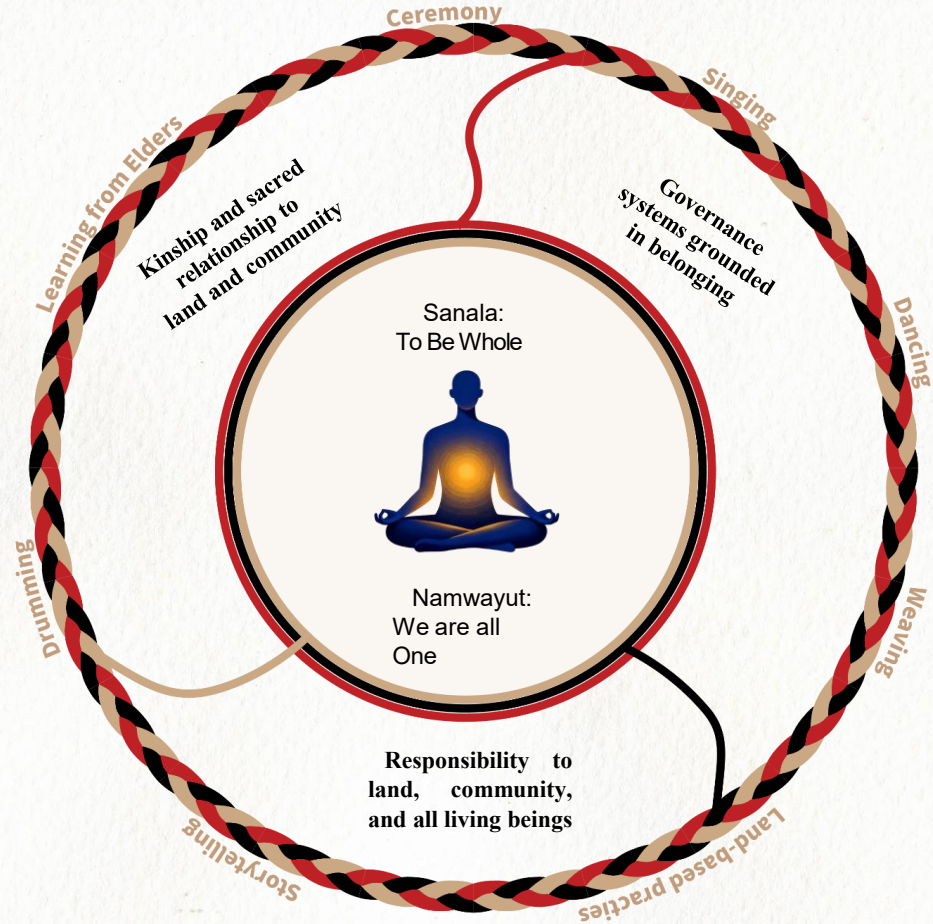 Ceremony
Singing
Dancing
Weaving
Land-based practies
Storytelling
Drumming
Learning from Elders
Kinship and sacred
relationship to
land and community
Governance
systems grounded
in belonging
Responsibility to
land, community,
and all living beings
Sanala:
To Be Whole
Namwayut:
We are all
One